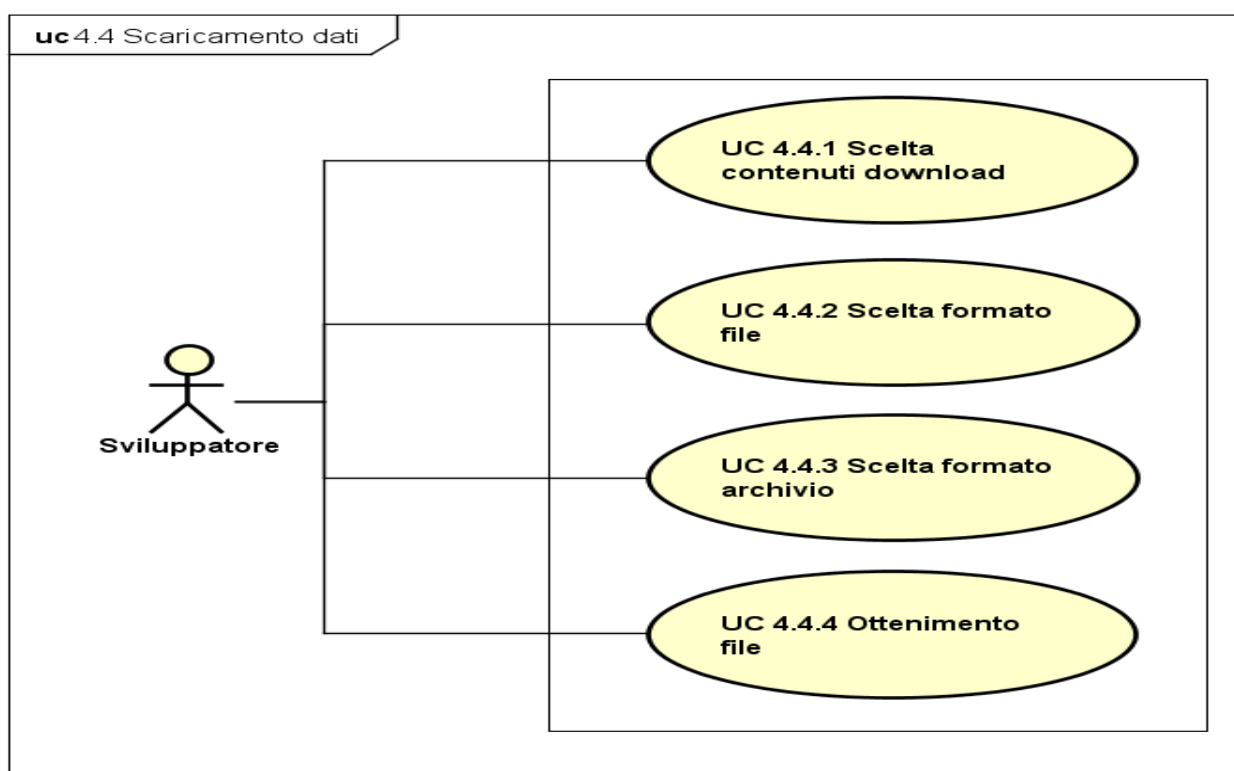 uc 4.4 Scaricamento dati
UC 4.4.1 Scelta
contenuti download
UC 4.4.2 Scelta formato
file
Sviluppatore
UC 4.4.3 Scelta formato
archivio
UC 4.4.4 Ottenimento
file